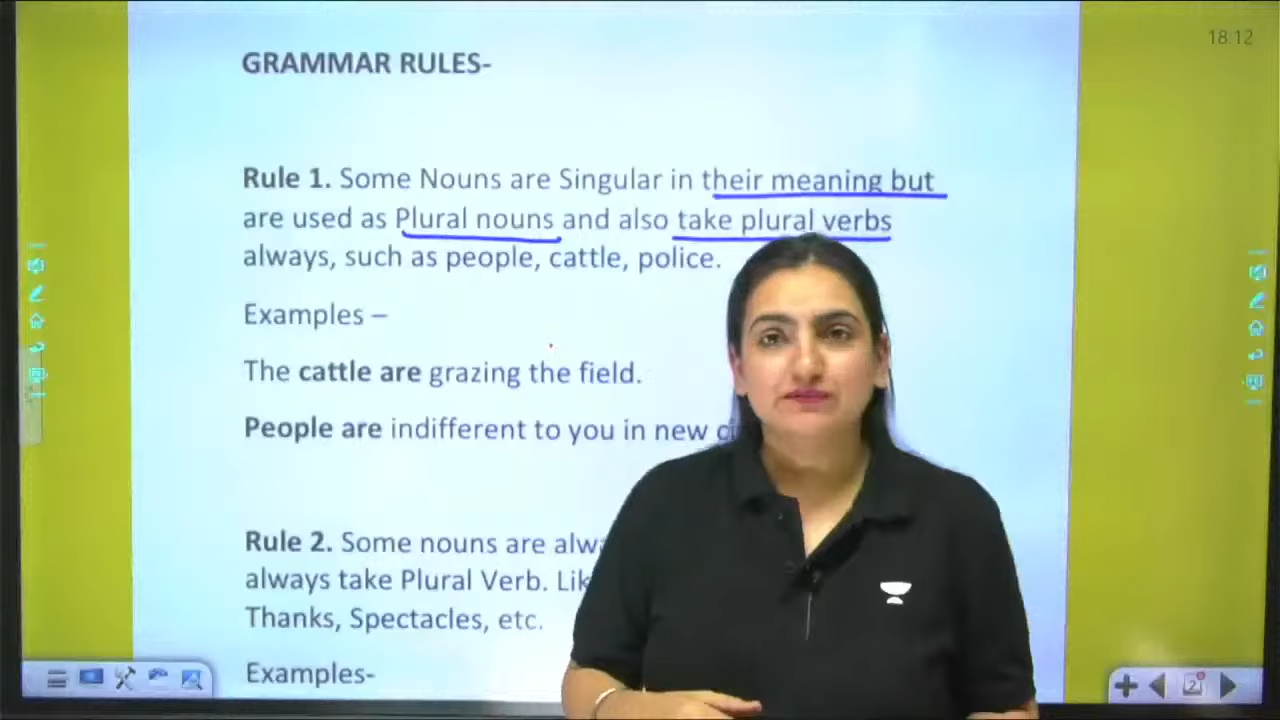 18:12
GRAMMAR RULES-
Rule 1. Some Nouns are Singular in their meaning but
are used as Plural nouns and also take plural verbs
always, such as people, cattle, police.
Examples –
The cattle are grazing the field.
People are indifferent to you in new
Rule 2. Some nouns are
always take Plural Verb.
Thanks, Spectacles, etc.
Examples-
2